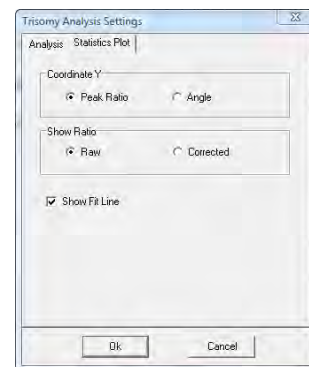 Trisomy Analysis Settings
Analysis Statistics Plot
Coordinate Y
Peak Ratio Angle
Show Ratio
Raw Corrected
Show Fit Line
Ok Cancel